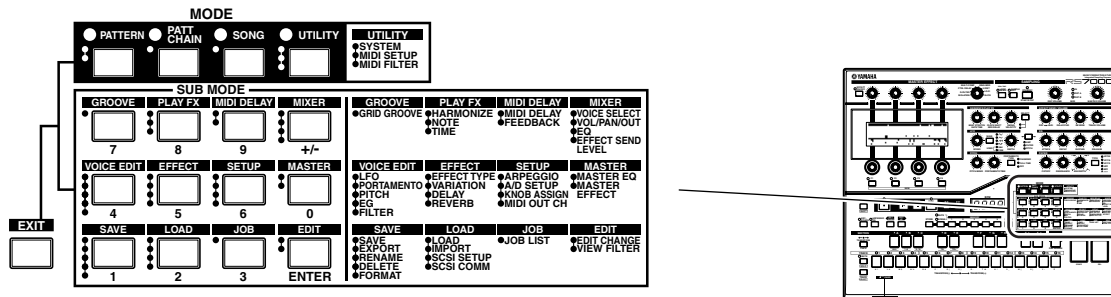 MODE
PATTERN PATT CHAIN SONG UTILITY
UTILITY
SYSTEM
MIDI SETUP
MIDI FILTER
SUB MODE
GROOVE PLAY FX MIDI DELAY MIXER
7 8 9 +/-
VOICE EDIT EFFECT SETUP MASTER
4 5 6 0
SAVE LOAD JOB EDIT
1 2 3 ENTER
GROOVE PLAY FX MIDI DELAY MIXER
GRID GROOVE HARMONIZE MIDI DELAY VOICE SELECT
NOTE FEEDBACK VOL/PAN/OUT
TIME EQ
EFFECT SEND
LEVEL
VOICE EDIT EFFECT SETUP MASTER
LFO EFFECT TYPE ARPEGGIO MASTER EQ
PORTAMENTO VARIATION A/D SETUP MASTER
PITCH DELAY KNOB ASSIGN EFFECT
EG REVERB MIDI OUT CH
FILTER
SAVE LOAD JOB EDIT
SAVE LOAD JOB LIST EDIT CHANGE
EXPORT IMPORT VIEW FILTER
RENAME SCSI SETUP
DELETE SCSI COMM
FORMAT
EXIT
YAMAHA
MASTER EFFECT
SAMPLING
RS7000